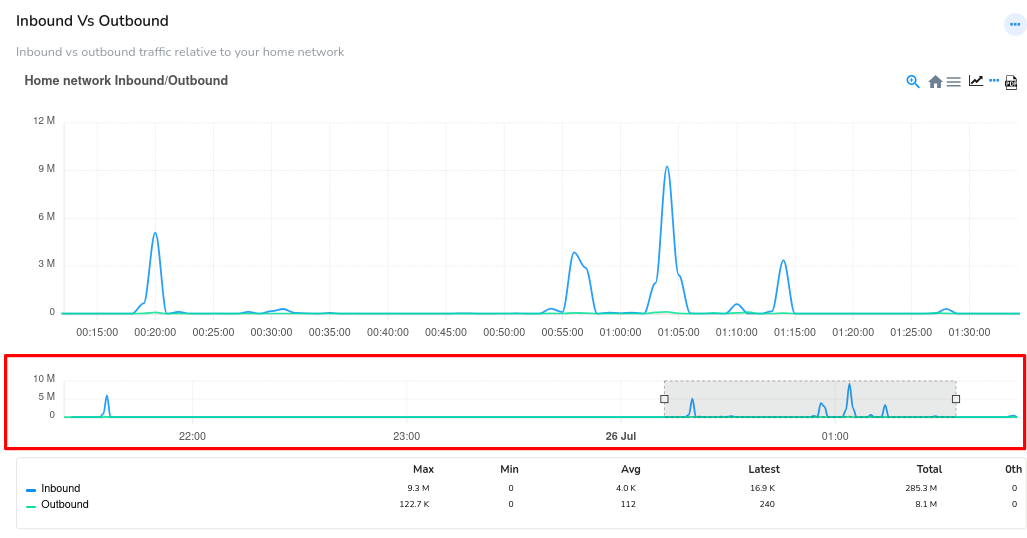 Inbound Vs Outbound
Inbound vs outbound traffic relative to your home network
Home network Inbound/Outbound
PDF
12 M
9 M
6 M
3 M
0
00:15:00 00:20:00 00:25:00 00:30:00 00:35:00 00:40:00 00:45:00 00:50:00 00:55:00 01:00:00 01:05:00 01:10:00 01:15:00 01:20:00 01:25:00 01:30:00
10 M
5 M
0
22:00 23:00 26 Jul 01:00
Max Min Avg Latest Total 0th
Inbound 9.3 M 0 4.0 K 16.9 K 285.3 M 0
Outbound 122.7 K 0 112 240 8.1 M 0